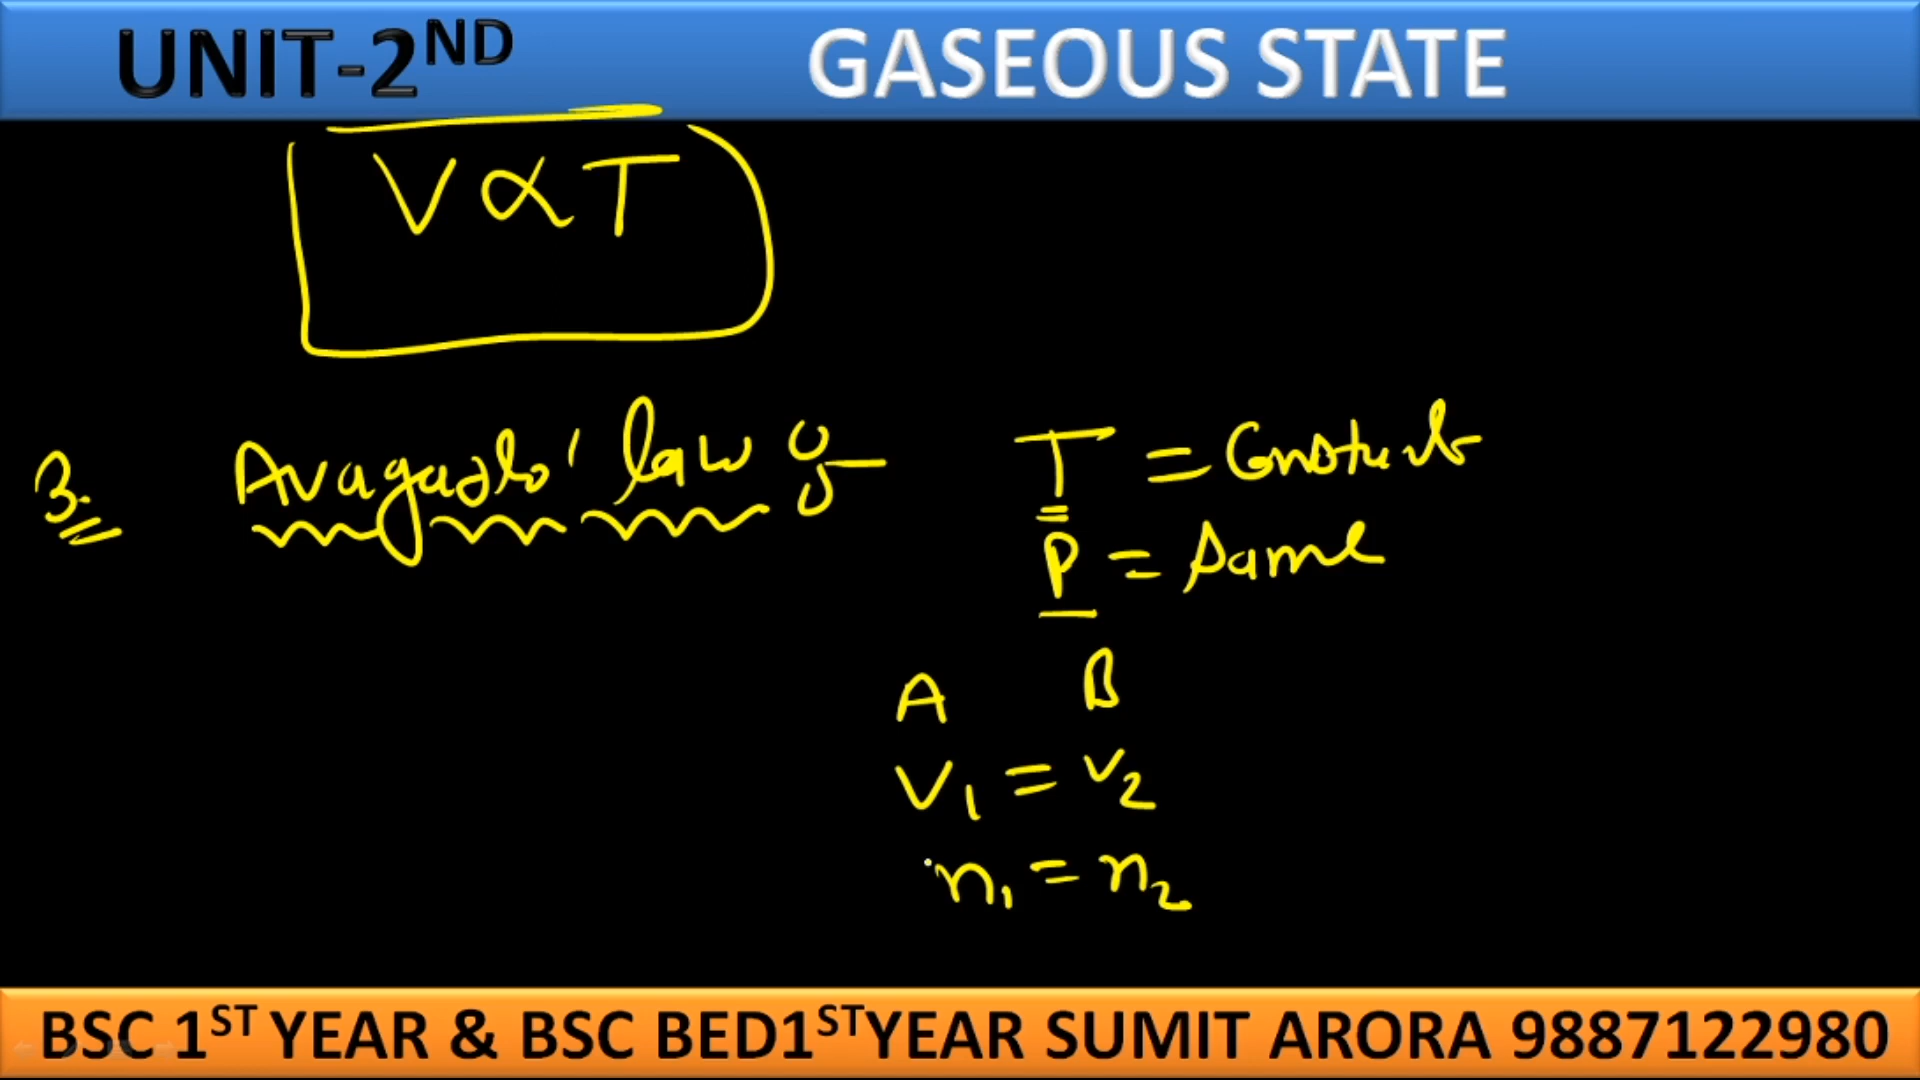 UNIT-2ND GASEOUS STATE
V ∝ T
3. Avagadro' law :- T = Constant
P = Same
A B
V1 = V2
n1 = n2
BSC 1ST YEAR & BSC BED1STYEAR SUMIT ARORA 9887122980